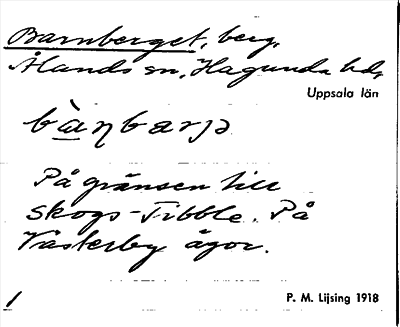 Barnberget, berg,
Ålands sn, Hagunda hd,
Uppsala län
På gränsen till
Skogs-Tibble. På
Västerby ägor.
1 P. M. Lijsing 1918